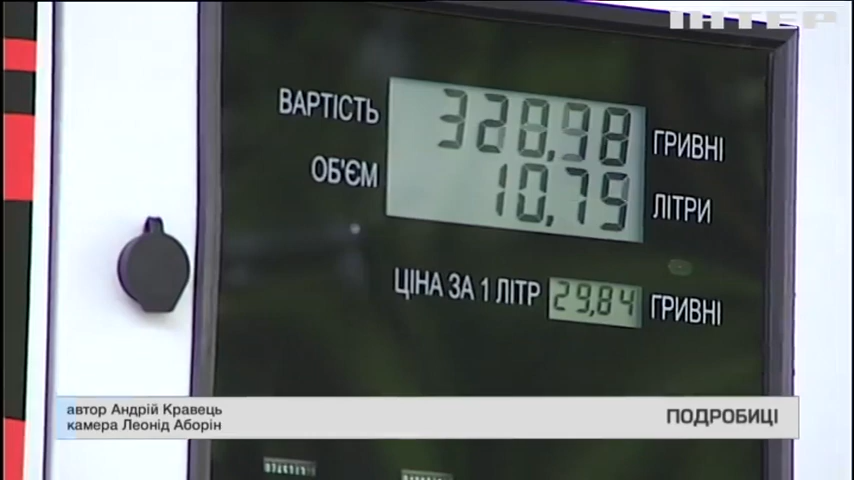 ІНТЕР
ВАРТІСТЬ 328,98 ГРИВНІ
ОБ'ЄМ 10,79 ЛІТРИ
ЦІНА ЗА 1 ЛІТР 29,84 ГРИВНІ
автор Андрій Кравець
камера Леонід Аборін
ПОДРОБИЦІ